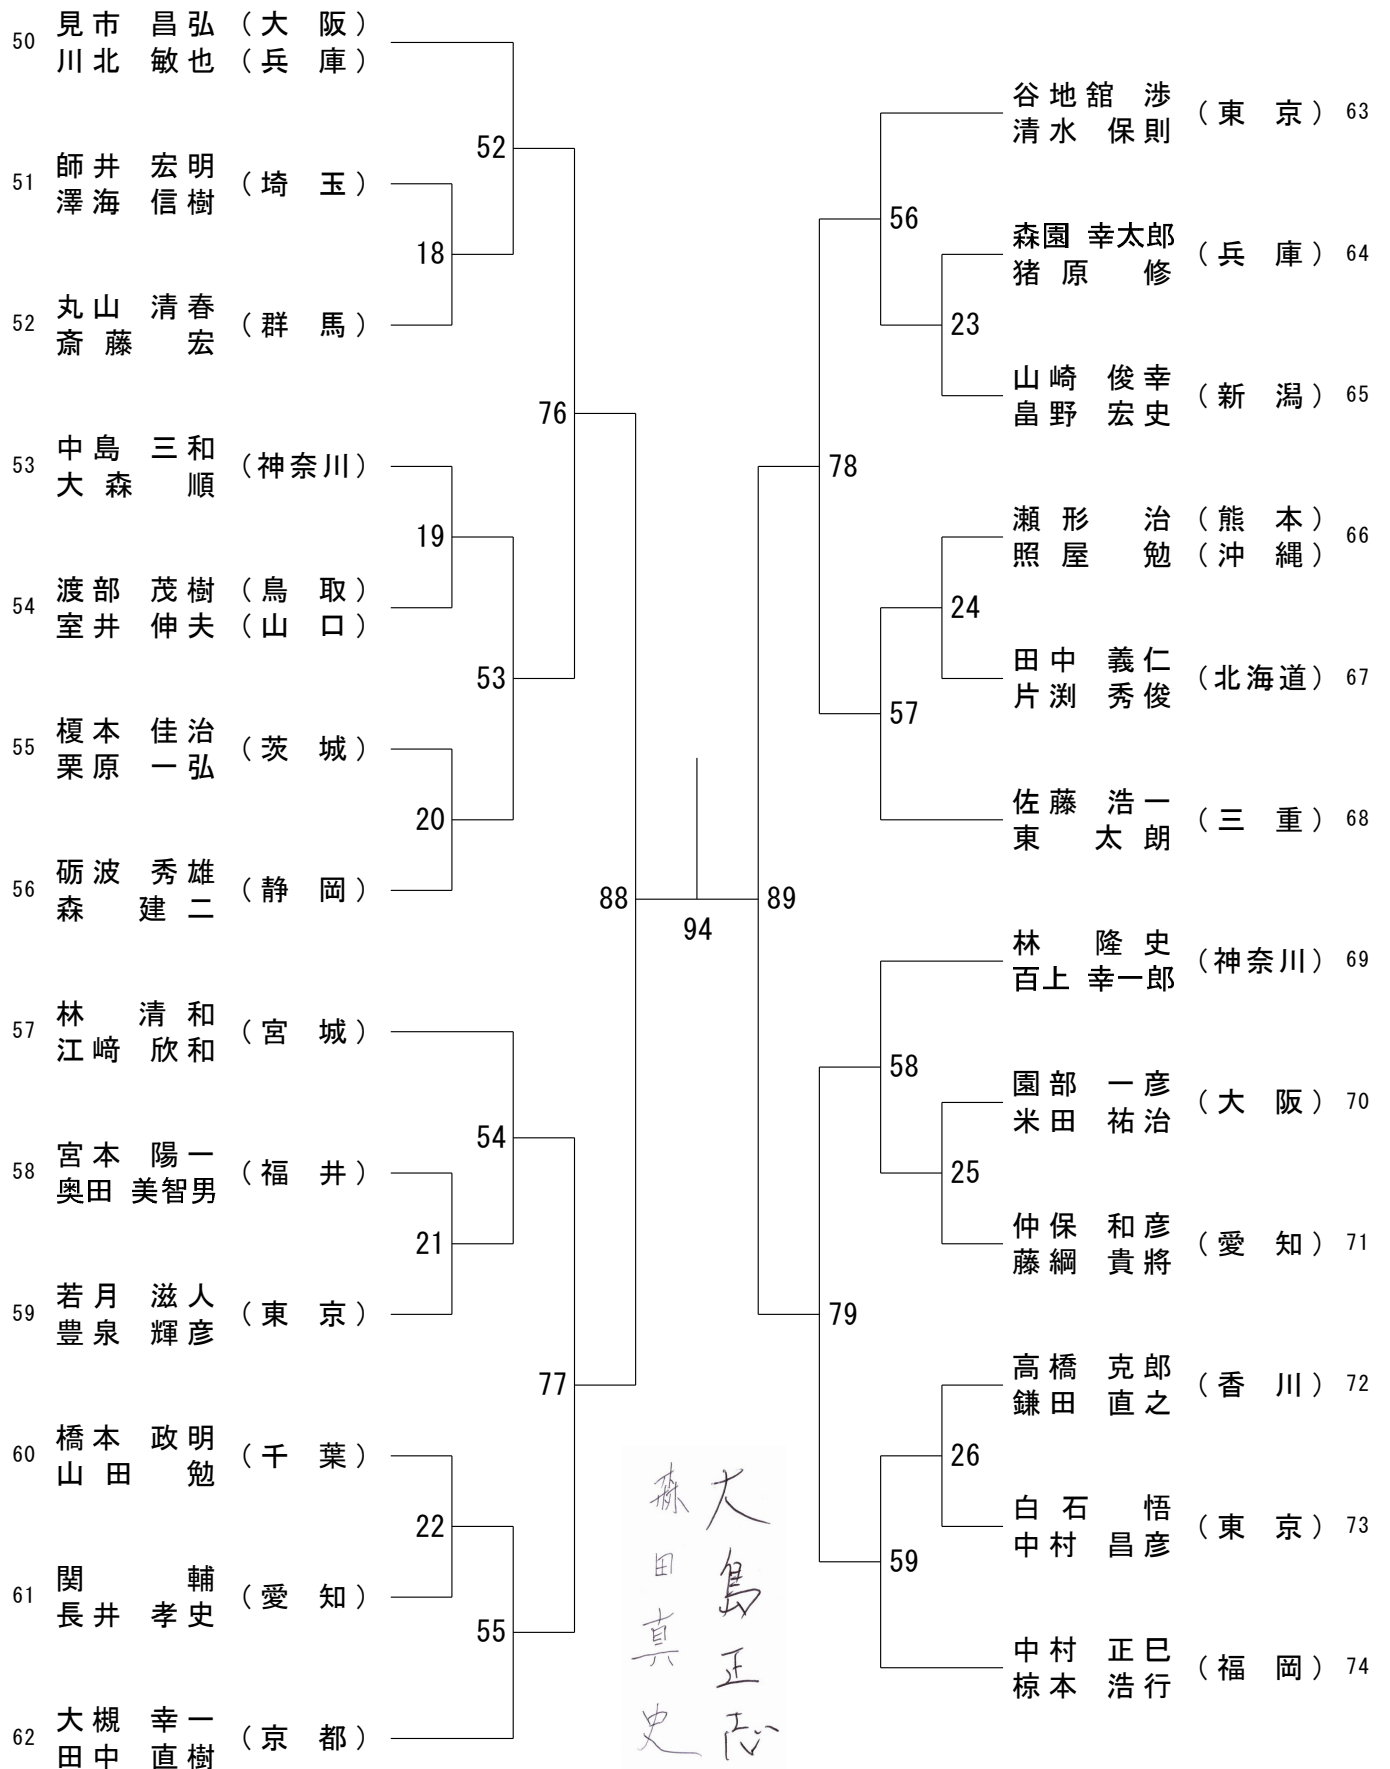 50 見市 昌弘 (大 阪)
川北 敏也 (兵 庫)
51 師井 宏明 (埼 玉)
澤海 信樹
52 丸山 清春 (群 馬)
斎藤 宏
53 中島 三和 (神奈川)
大森 順
54 渡部 茂樹 (鳥 取)
室井 伸夫 (山 口)
55 榎本 佳治 (茨 城)
栗原 一弘
56 砺波 秀雄 (静 岡)
森 建二
57 林 清和 (宮 城)
江﨑 欣和
58 宮本 陽一 (福 井)
奥田 美智男
59 若月 滋人 (東 京)
豊泉 輝彦
60 橋本 政明 (千 葉)
山田 勉
61 関 輔 (愛 知)
長井 孝史
62 大槻 幸一 (京 都)
田中 直樹
52
18
76
19
53
20
54
21
77
22
55
88
94
89
大島正志
森田真史
56
23
78
24
57
58
25
79
26
59
谷地舘 渉 (東 京) 63
清水 保則
森園 幸太郎 (兵 庫) 64
猪原 修
山崎 俊幸 (新 潟) 65
畠野 宏史
瀬形 治 (熊 本) 66
照屋 勉 (沖 縄)
田中 義仁 (北海道) 67
片渕 秀俊
佐藤 浩一 (三 重) 68
東 太朗
林 隆史 (神奈川) 69
百上 幸一郎
園部 一彦 (大 阪) 70
米田 祐治
仲保 和彦 (愛 知) 71
藤綱 貴將
高橋 克郎 (香 川) 72
鎌田 直之
白石 悟 (東 京) 73
中村 昌彦
中村 正巳 (福 岡) 74
椋本 浩行